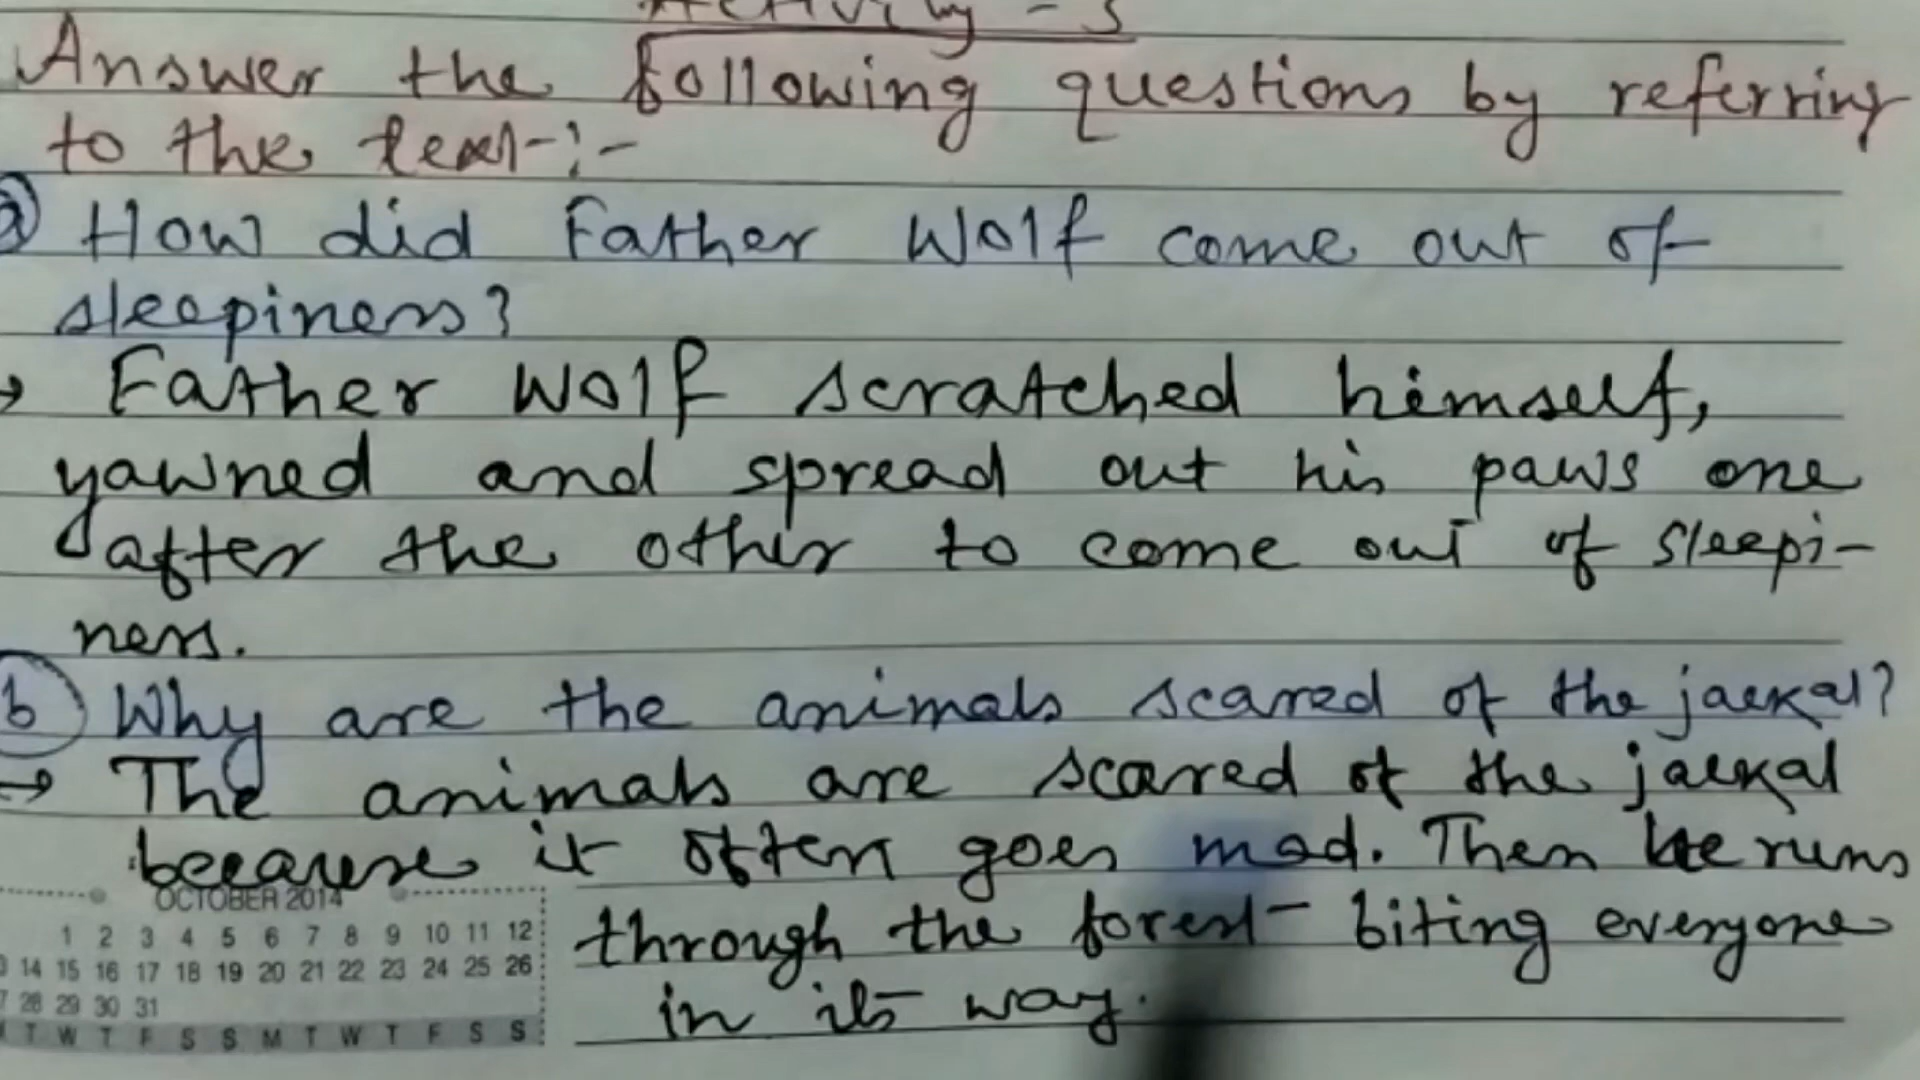 Activity - 3
Answer the following questions by referring
to the text:-
a How did Father Wolf come out of
sleepiness?
→ Father Wolf scratched himself,
yawned and spread out his paws one
after the other to come out of sleepi-
ness.
b Why are the animals scared of the jackal?
→ The animals are scared of the jackal
because it often goes mad. Then he runs
through the forest biting everyone
in its way.
OCTOBER 2014
1 2 3 4 5 6 7 8 9 10 11 12
14 15 16 17 18 19 20 21 22 23 24 25 26
28 29 30 31
T W T F S S M T W T F S S